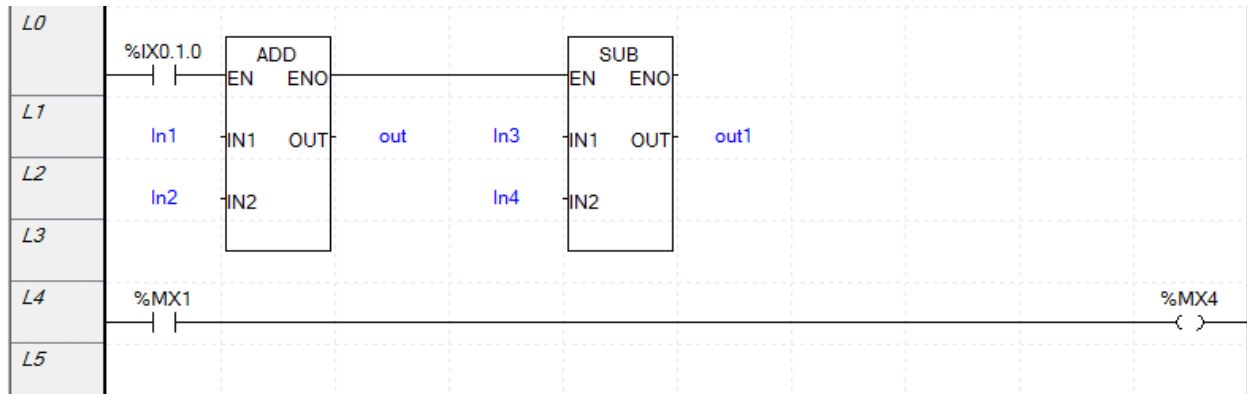 L0
%IX0.1.0 ADD SUB
EN ENO EN ENO
L1
In1 IN1 OUT out In3 IN1 OUT out1
L2
In2 IN2 In4 IN2
L3
L4
%MX1 %MX4
L5